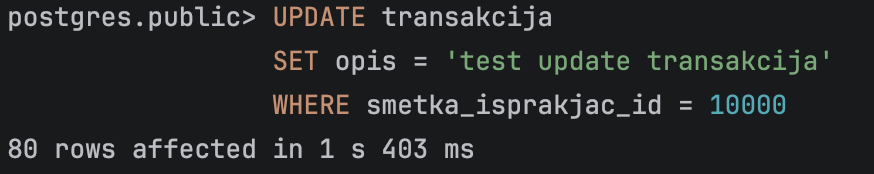 postgres.public> UPDATE transakcija
SET opis = 'test update transakcija'
WHERE smetka_isprakjac_id = 10000
80 rows affected in 1 s 403 ms